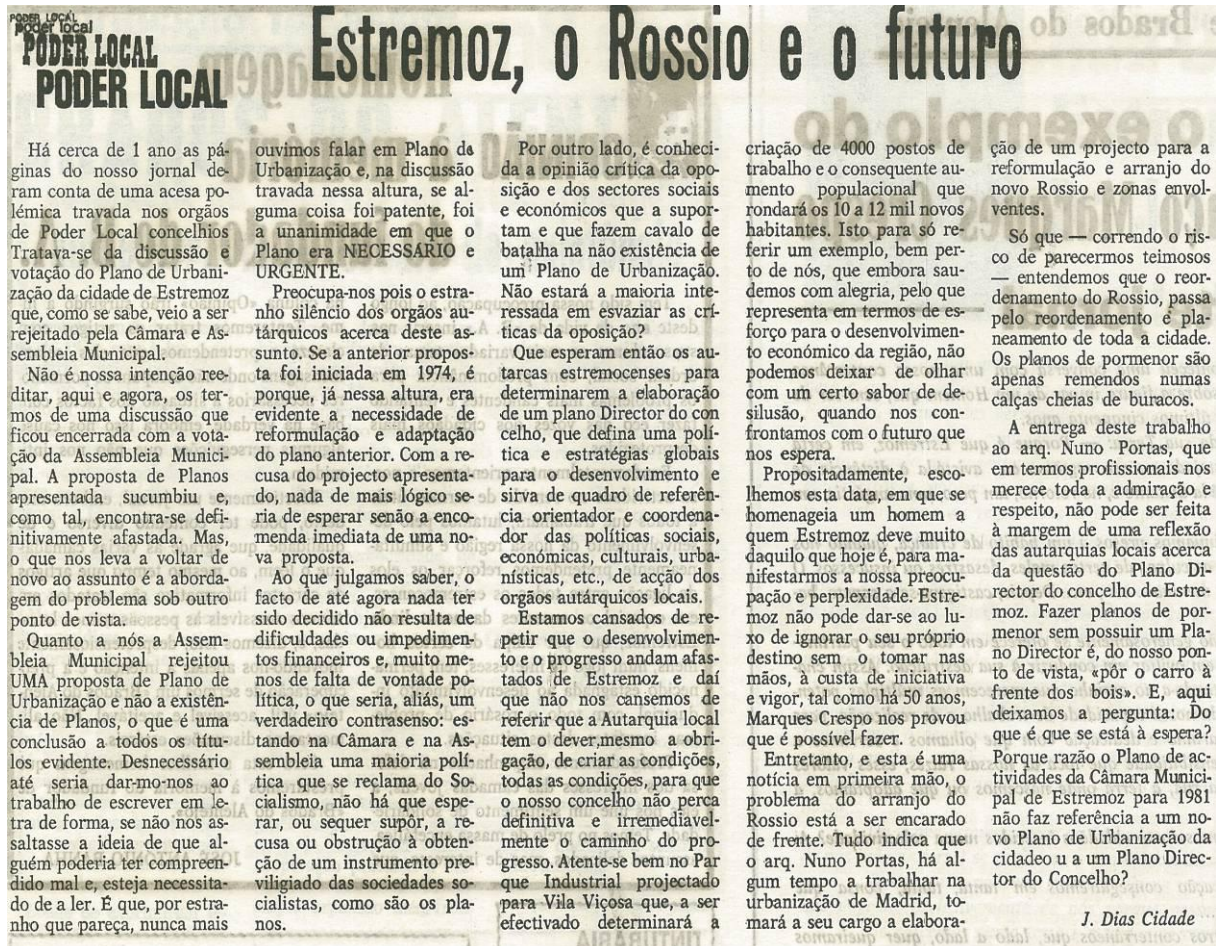 PODER LOCAL
poder local
PODER LOCAL
PODER LOCAL
Estremoz, o Rossio e o futuro
Há cerca de 1 ano as pá-
ginas do nosso jornal de-
ram conta de uma acesa po-
lémica travada nos orgãos
de Poder Local concelhios
Tratava-se da discussão e
votação do Plano de Urbani-
zação da cidade de Estremoz
que, como se sabe, veio a ser
rejeitado pela Câmara e As-
sembleia Municipal.
Não é nossa intenção ree-
ditar, aqui e agora, os ter-
mos de uma discussão que
ficou encerrada com a vota-
ção da Assembleia Munici-
pal. A proposta de Planos
apresentada sucumbiu e,
como tal, encontra-se defi-
nitivamente afastada. Mas,
o que nos leva a voltar de
novo ao assunto é a aborda-
gem do problema sob outro
ponto de vista.
Quanto a nós a Assem-
bleia Municipal rejeitou
UMA proposta de Plano de
Urbanização e não a existên-
cia de Planos, o que é uma
conclusão a todos os títu-
los evidente. Desnecessário
até seria dar-mo-nos ao
trabalho de escrever em le-
tra de forma, se não nos as-
saltasse a ideia de que al-
guém poderia ter compreen
dido mal e, esteja necessita-
do de a ler. É que, por estra-
nho que pareça, nunca mais
ouvimos falar em Plano de
Urbanização e, na discussão
travada nessa altura, se al-
guma coisa foi patente, foi
a unanimidade em que o
Plano era NECESSÁRIO e
URGENTE.
Preocupa-nos pois o estra-
nho silêncio dos orgãos au-
tárquicos acerca deste as-
sunto. Se a anterior propos-
ta foi iniciada em 1974, é
porque, já nessa altura, era
evidente a necessidade de
reformulação e adaptação
do plano anterior. Com a re-
cusa do projecto apresenta-
do, nada de mais lógico se-
ria de esperar senão a enco-
menda imediata de uma no-
va proposta.
Ao que julgamos saber, o
facto de até agora nada ter
sido decidido não resulta de
dificuldades ou impedimen-
tos financeiros e, muito me-
nos de falta de vontade po-
lítica, o que seria, aliás, um
verdadeiro contrasenso: es-
tando na Câmara e na As-
sembleia uma maioria polí-
tica que se reclama do So-
cialismo, não há que espe-
rar, ou sequer supôr, a re-
cusa ou obstrução à obten-
ção de um instrumento pre-
viligiado das sociedades so-
cialistas, como são os pla-
nos.
Por outro lado, é conheci-
da a opinião crítica da opo-
sição e dos sectores sociais
e económicos que a supor-
tam e que fazem cavalo de
batalha na não existência de
um Plano de Urbanização.
Não estará a maioria inte-
ressada em esvaziar as crí-
ticas da oposição?
Que esperam então os au-
tarcas estremocenses para
determinarem a elaboração
de um plano Director do con
celho, que defina uma polí-
tica e estratégias globais
para o desenvolvimento e
sirva de quadro de referên-
cia orientador e coordena-
dor das políticas sociais,
económicas, culturais, urba-
nísticas, etc., de acção dos
orgãos autárquicos locais.
Estamos cansados de re-
petir que o desenvolvimen-
to e o progresso andam afas-
tados de Estremoz e daí
que não nos cansemos de
referir que a Autarquia local
tem o dever,mesmo a obri-
gação, de criar as condições,
todas as condições, para que
o nosso concelho não perca
definitiva e irremediavel-
mente o caminho do pro-
gresso. Atente-se bem no Par
que Industrial projectado
para Vila Viçosa que, a ser
efectivado determinará a
criação de 4000 postos de
trabalho e o consequente au-
mento populacional que
rondará os 10 a 12 mil novos
habitantes. Isto para só re-
ferir um exemplo, bem per-
to de nós, que embora sau-
demos com alegria, pelo que
representa em termos de es-
forço para o desenvolvimen-
to económico da região, não
podemos deixar de olhar
com um certo sabor de de-
silusão, quando nos con-
frontamos com o futuro que
nos espera.
Propositadamente, esco-
lhemos esta data, em que se
homenageia um homem a
quem Estremoz deve muito
daquilo que hoje é, para ma-
nifestarmos a nossa preocu-
pação e perplexidade. Estre-
moz não pode dar-se ao lu-
xo de ignorar o seu próprio
destino sem o tomar nas
mãos, à custa de iniciativa
e vigor, tal como há 50 anos,
Marques Crespo nos provou
que é possível fazer.
Entretanto, e esta é uma
notícia em primeira mão, o
problema do arranjo do
Rossio está a ser encarado
de frente. Tudo indica que
o arq. Nuno Portas, há al-
gum tempo a trabalhar na
urbanização de Madrid, to-
mará a seu cargo a elabora-
ção de um projecto para a
reformulação e arranjo do
novo Rossio e zonas envol-
ventes.
Só que — correndo o ris-
co de parecermos teimosos
— entendemos que o reor-
denamento do Rossio, passa
pelo reordenamento é pla-
neamento de toda a cidade.
Os planos de pormenor são
apenas remendos numas
calças cheias de buracos.
A entrega deste trabalho
ao arq. Nuno Portas, que
em termos profissionais nos
merece toda a admiração e
respeito, não pode ser feita
à margem de uma reflexão
das autarquias locais acerca
da questão do Plano Di-
rector do concelho de Estre-
moz. Fazer planos de por-
menor sem possuir um Pla-
no Director é, do nosso pon-
to de vista, «pôr o carro à
frente dos bois». E, aqui
deixamos a pergunta: Do
que é que se está à espera?
Porque razão o Plano de ac-
tividades da Câmara Munici-
pal de Estremoz para 1981
não faz referência a um no-
vo Plano de Urbanização da
cidadeo u a um Plano Direc-
tor do Concelho?
J. Dias Cidade